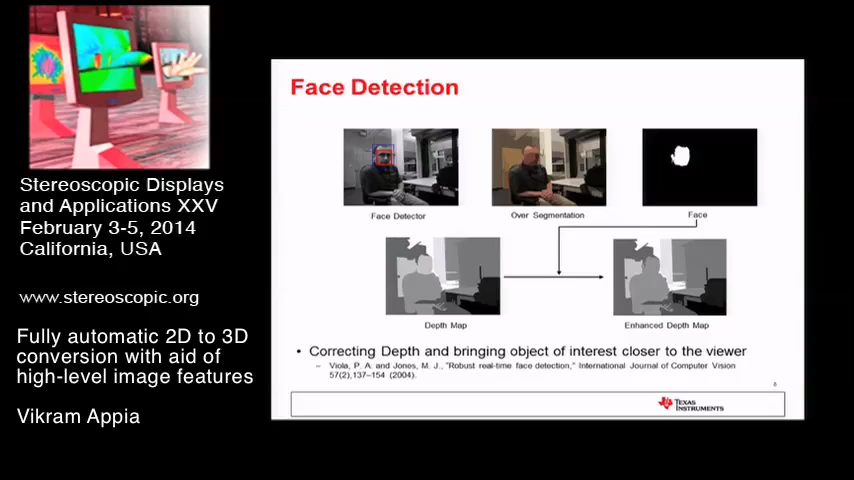 Stereoscopic Displays
and Applications XXV
February 3-5, 2014
California, USA
www.stereoscopic.org
Fully automatic 2D to 3D
conversion with aid of
high-level image features
Vikram Appia
Face Detection
Face Detector
Over Segmentation
Face
Depth Map
Enhanced Depth Map
• Correcting Depth and bringing object of interest closer to the viewer
– Viola, P. A. and Jones, M. J., "Robust real-time face detection," International Journal of Computer Vision
57(2),137–154 (2004).
8
TEXAS
INSTRUMENTS